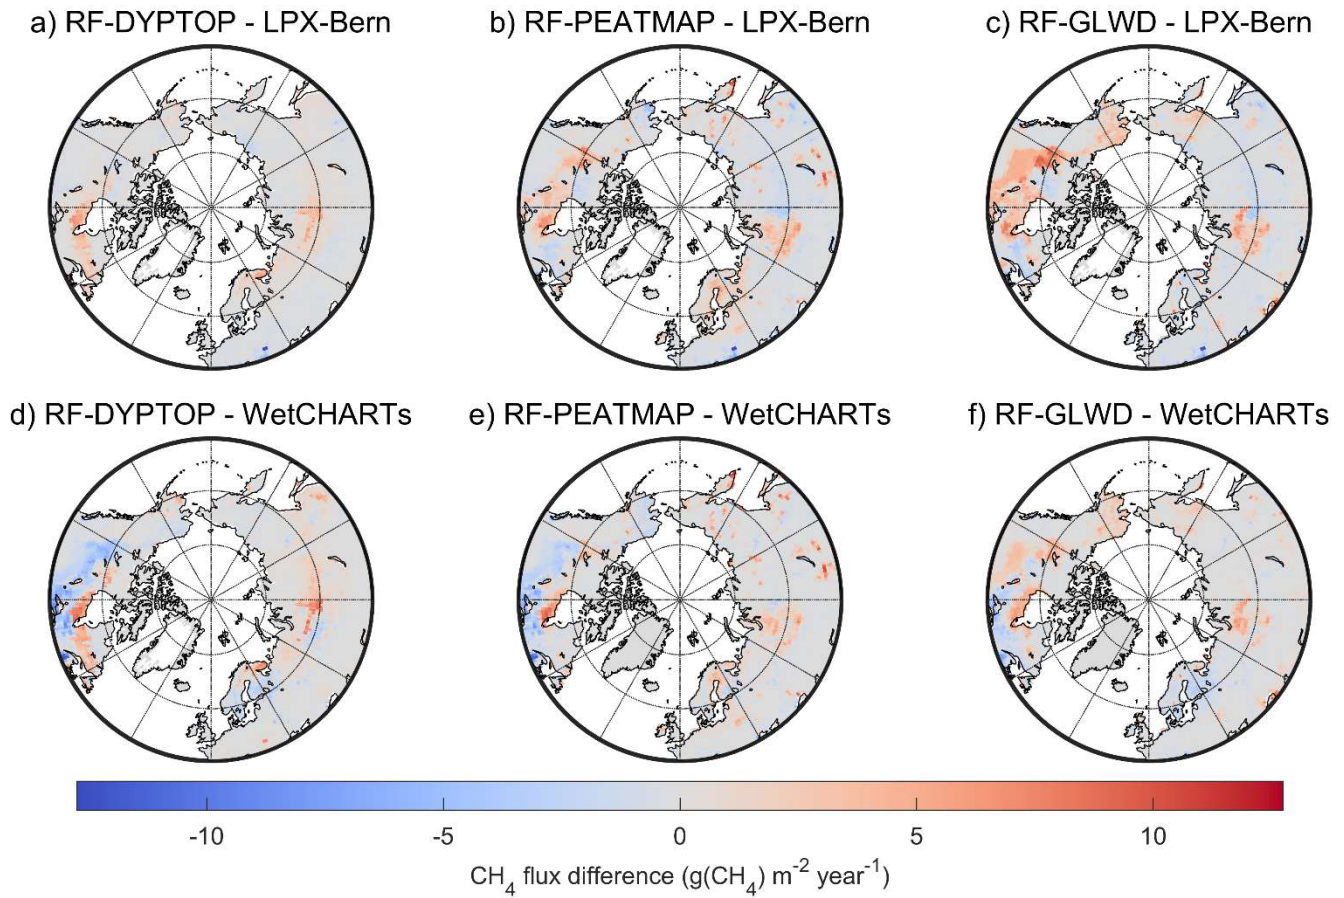 a) RF-DYPTOP - LPX-Bern
b) RF-PEATMAP - LPX-Bern
c) RF-GLWD - LPX-Bern
d) RF-DYPTOP - WetCHARTs
e) RF-PEATMAP - WetCHARTs
f) RF-GLWD - WetCHARTs
-10 -5 0 5 10
CH₄ flux difference (g(CH₄) m⁻² year⁻¹)